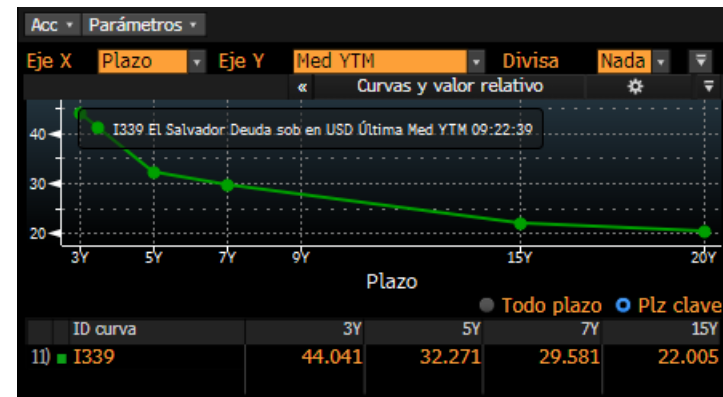 Acc Parámetros
Eje X Plazo Eje Y Med YTM Divisa Nada
« Curvas y valor relativo
I339 El Salvador Deuda sob en USD Última Med YTM 09:22:39
40
30
20
3Y 5Y 7Y 9Y 15Y 20Y
Plazo
Todo plazo Plz clave
ID curva 3Y 5Y 7Y 15Y
11) I339 44.041 32.271 29.581 22.005